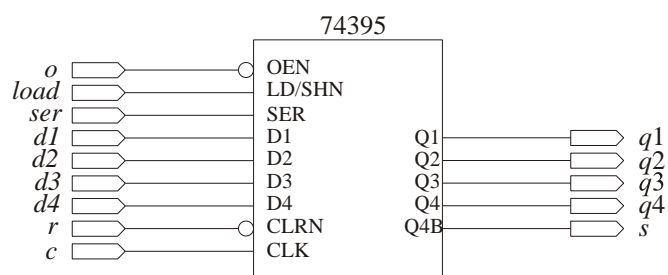 74395
o OEN
load LD/SHN
ser SER
d1 D1 Q1 q1
d2 D2 Q2 q2
d3 D3 Q3 q3
d4 D4 Q4 q4
r CLRN Q4B s
c CLK